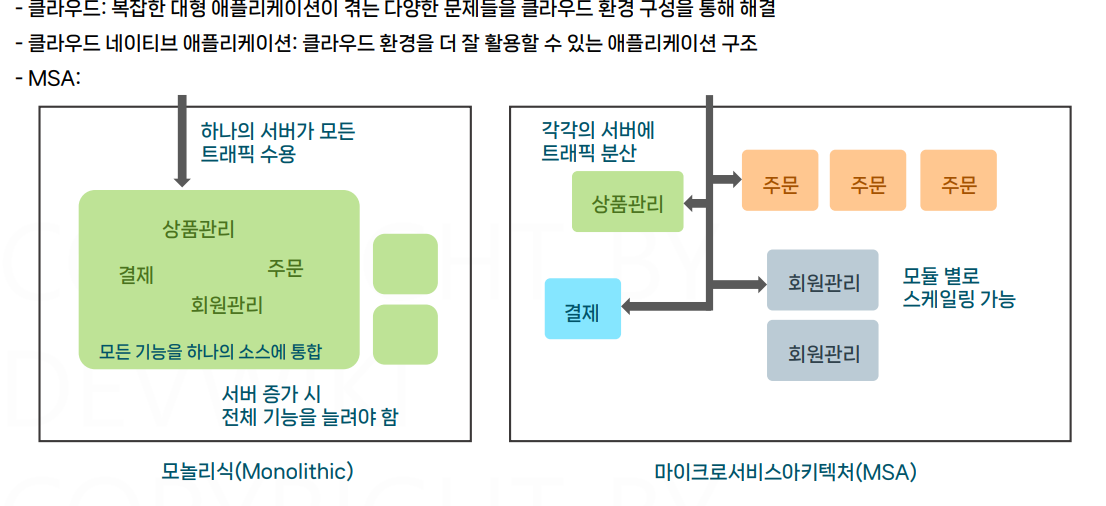 - 클라우드: 복잡한 대형 애플리케이션이 겪는 다양한 문제들을 클라우드 환경 구성을 통해 해결
- 클라우드 네이티브 애플리케이션: 클라우드 환경을 더 잘 활용할 수 있는 애플리케이션 구조
- MSA:
하나의 서버가 모든
트래픽 수용
상품관리
결제
주문
회원관리
모든 기능을 하나의 소스에 통합
서버 증가 시
전체 기능을 늘려야 함
모놀리식(Monolithic)
각각의 서버에
트래픽 분산
상품관리
주문
주문
주문
회원관리
모듈 별로
스케일링 가능
결제
회원관리
마이크로서비스아키텍처(MSA)
COPYRIGHT BY